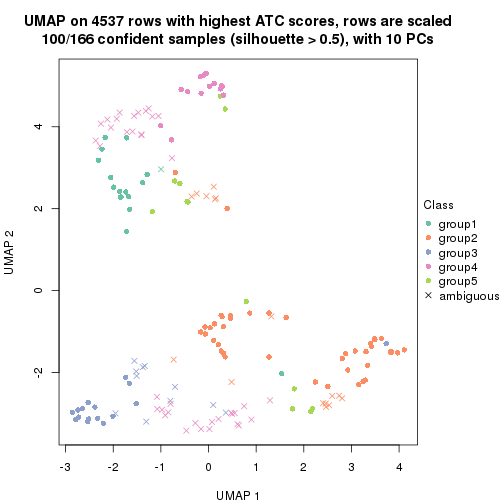 UMAP on 4537 rows with highest ATC scores, rows are scaled
100/166 confident samples (silhouette > 0.5), with 10 PCs
4
2
0
-2
UMAP 2
-3 -2 -1 0 1 2 3 4
UMAP 1
Class
group1
group2
group3
group4
group5
ambiguous